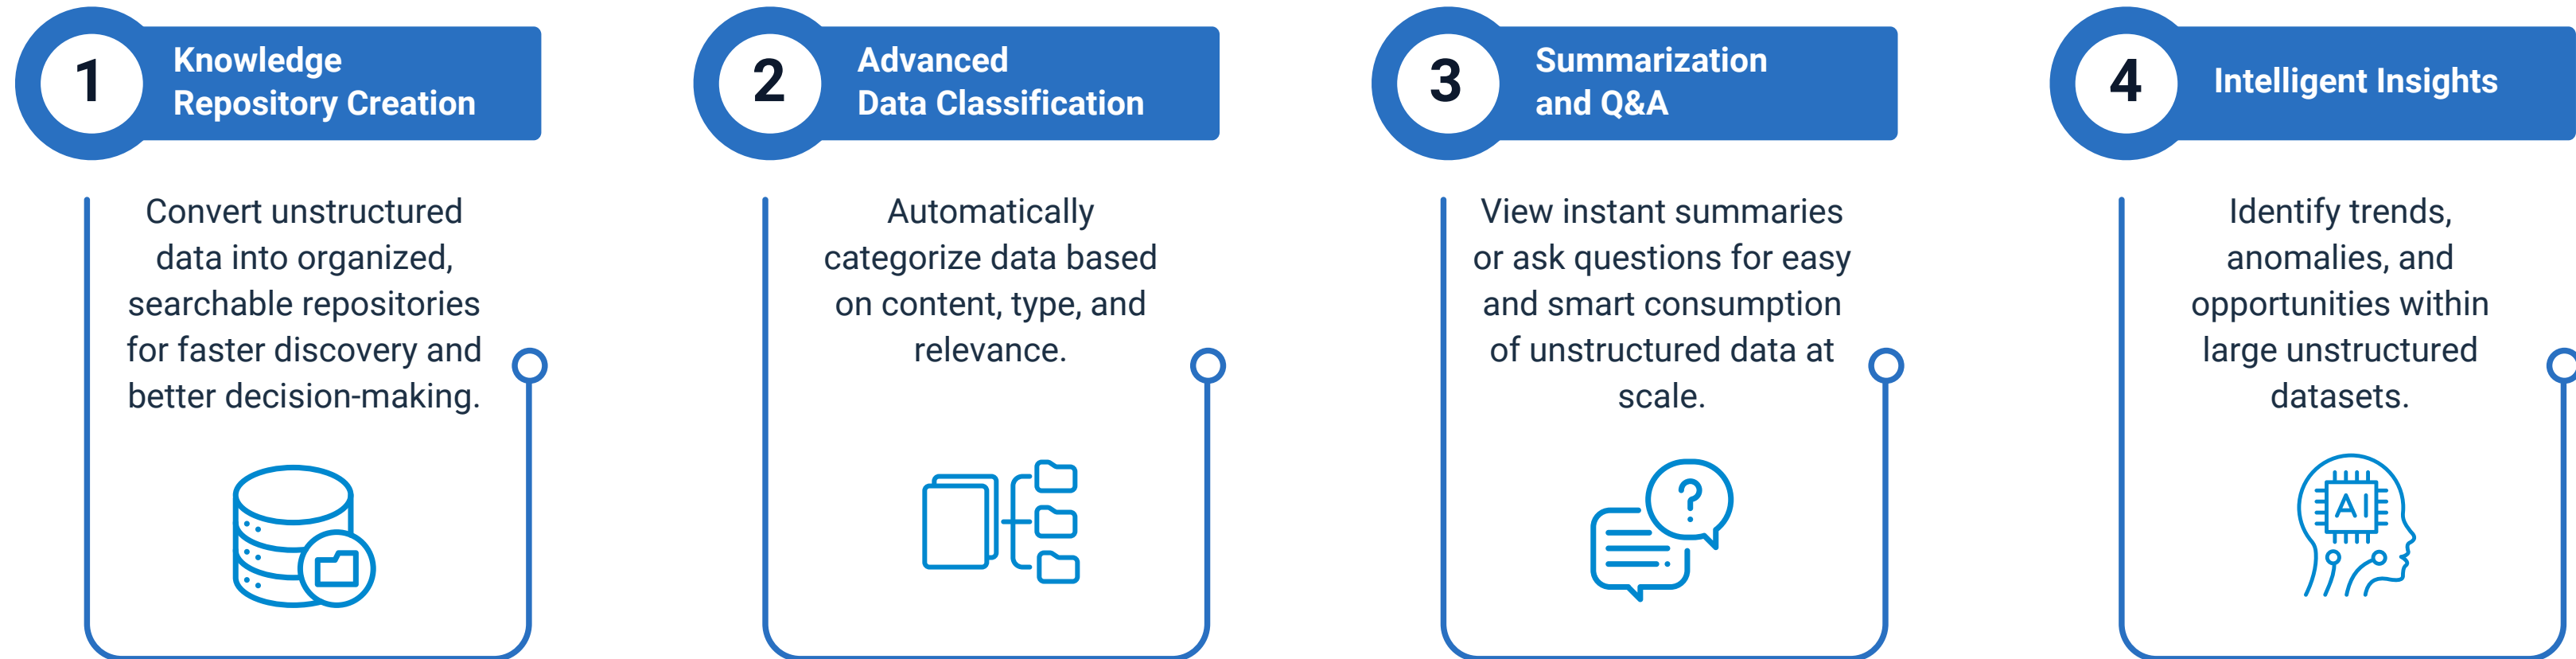 1
Knowledge
Repository Creation
Convert unstructured
data into organized,
searchable repositories
for faster discovery and
better decision-making.
2
Advanced
Data Classification
Automatically
categorize data based
on content, type, and
relevance.
3
Summarization
and Q&A
View instant summaries
or ask questions for easy
and smart consumption
of unstructured data at
scale.
?
4
Intelligent Insights
Identify trends,
anomalies, and
opportunities within
large unstructured
datasets.
AI